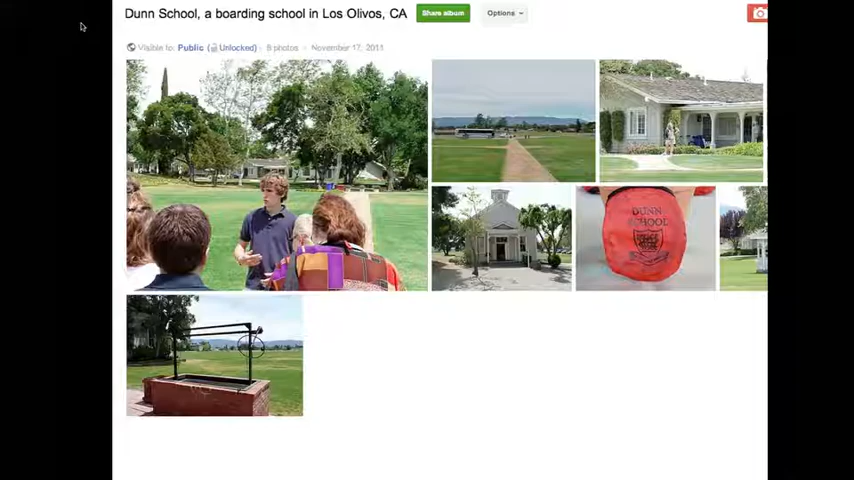 Dunn School, a boarding school in Los Olivos, CA
Share album
Options
Visible to: Public (Unlocked) · 8 photos · November 17, 2011
DUNN
SCHOOL